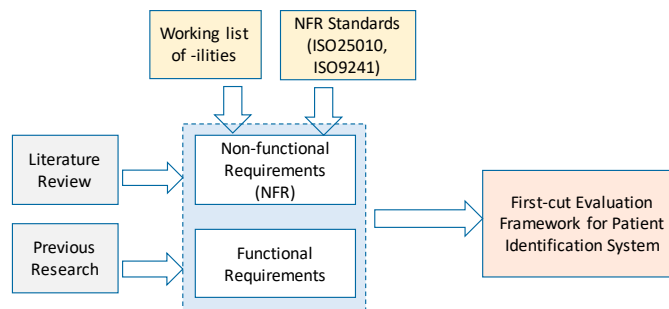 Working list
of -ilities
NFR Standards
(ISO25010,
ISO9241)
Literature
Review
Non-functional
Requirements
(NFR)
First-cut Evaluation
Framework for Patient
Identification System
Previous
Research
Functional
Requirements